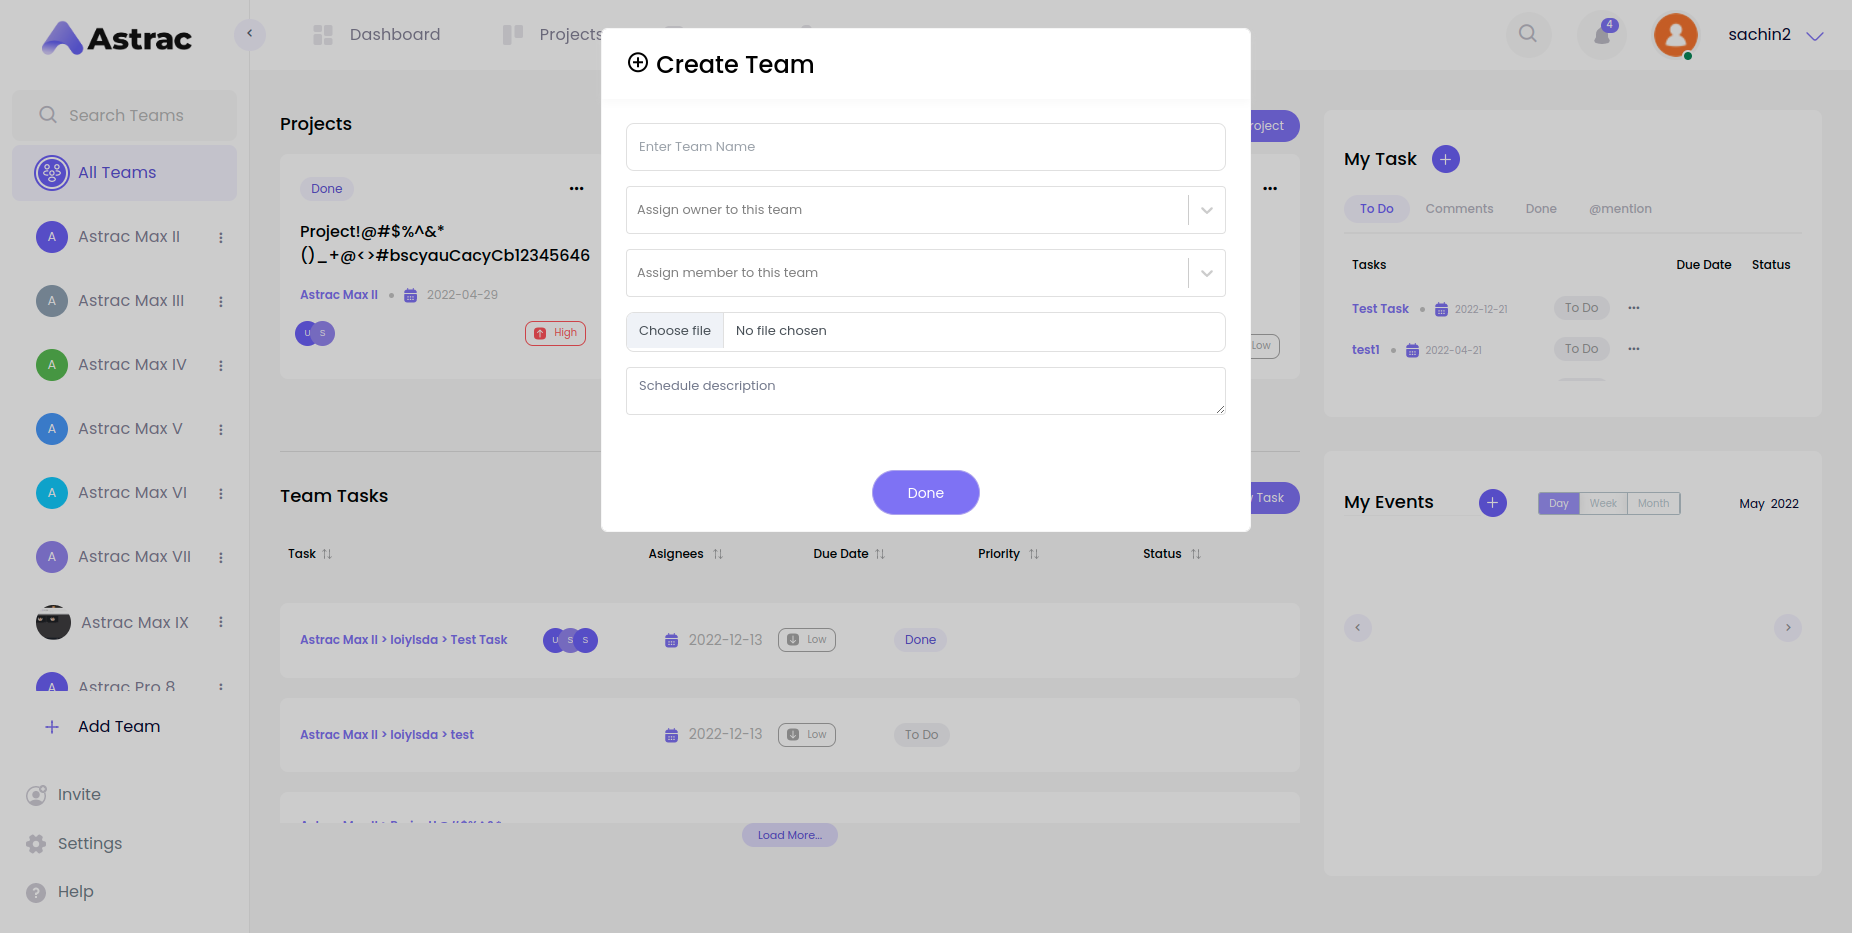 Astrac
Dashboard
Projects
4
sachin2
Search Teams
All Teams
A Astrac Max II
A Astrac Max III
A Astrac Max IV
A Astrac Max V
A Astrac Max VI
A Astrac Max VII
Astrac Max IX
A Astrac Pro 8
Add Team
Invite
Settings
? Help
Projects
roject
Done
Project!@#$%^&*
()_+@<>#bscyauCacyCb12345646
Astrac Max II 2022-04-29
U S High
Low
Create Team
Enter Team Name
Assign owner to this team
Assign member to this team
Choose file No file chosen
Schedule description
Done
Team Tasks
Task
Task Asignees Due Date Priority Status
Astrac Max II > loiylsda > Test Task U S S 2022-12-13 Low Done
Astrac Max II > loiylsda > test 2022-12-13 Low To Do
Load More...
My Task
To Do Comments Done @mention
Tasks Due Date Status
Test Task 2022-12-21 To Do
test1 2022-04-21 To Do
My Events Day Week Month May 2022